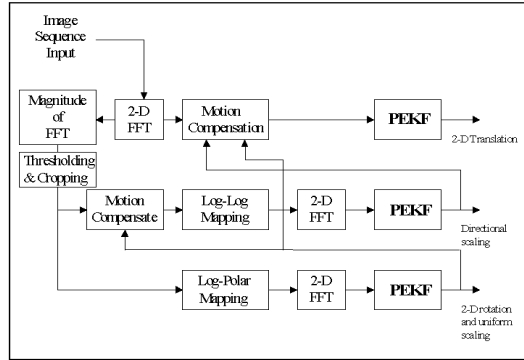 Image
Sequence
Input
Magnitude
of
FFT
2-D
FFT
Motion
Compensation
PEKF
2-D Translation
Thresholding
& Cropping
Motion
Compensate
Log-Log
Mapping
2-D
FFT
PEKF
Directional
scaling
Log-Polar
Mapping
2-D
FFT
PEKF
2-D rotation
and uniform
scaling